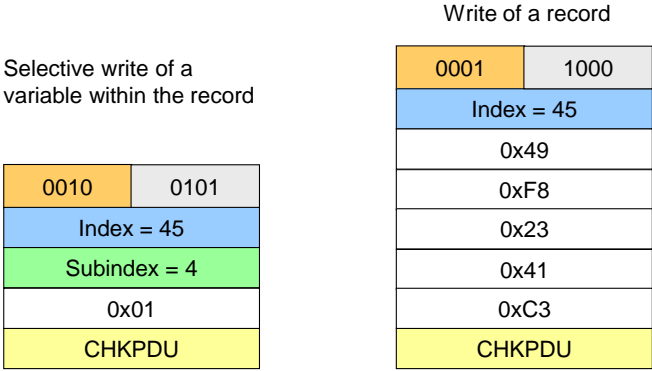 Selective write of a
variable within the record
0010 0101
Index = 45
Subindex = 4
0x01
CHKPDU
Write of a record
0001 1000
Index = 45
0x49
0xF8
0x23
0x41
0xC3
CHKPDU